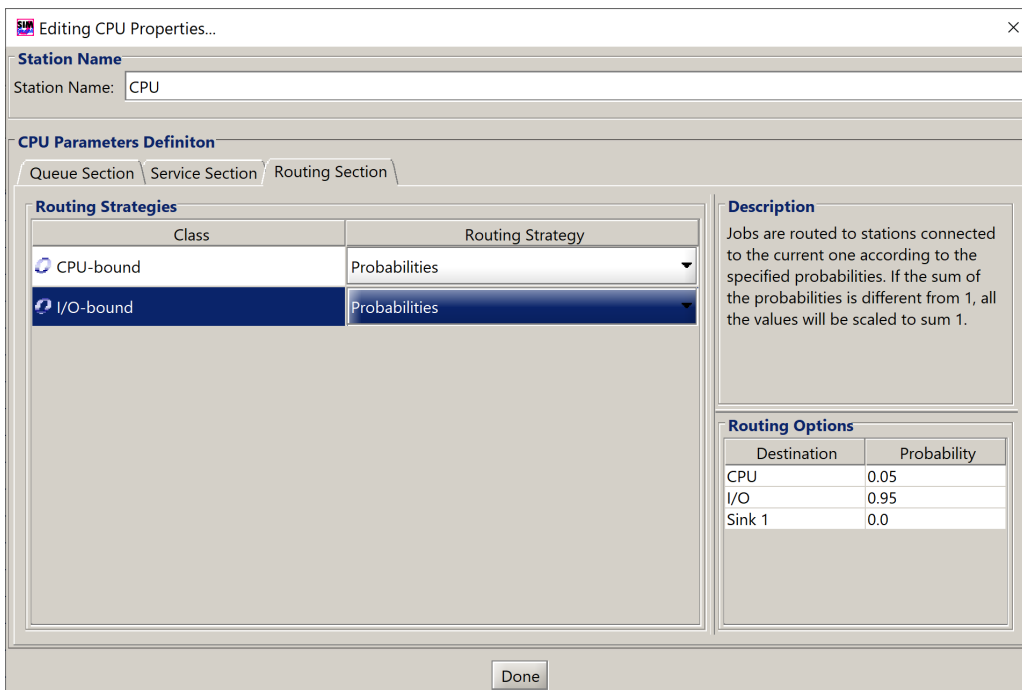 Editing CPU Properties...
Station Name
Station Name: CPU
CPU Parameters Definiton
Queue Section Service Section Routing Section
Routing Strategies
Class Routing Strategy
CPU-bound Probabilities
I/O-bound Probabilities
Description
Jobs are routed to stations connected
to the current one according to the
specified probabilities. If the sum of
the probabilities is different from 1, all
the values will be scaled to sum 1.
Routing Options
Destination Probability
CPU 0.05
I/O 0.95
Sink 1 0.0
Done